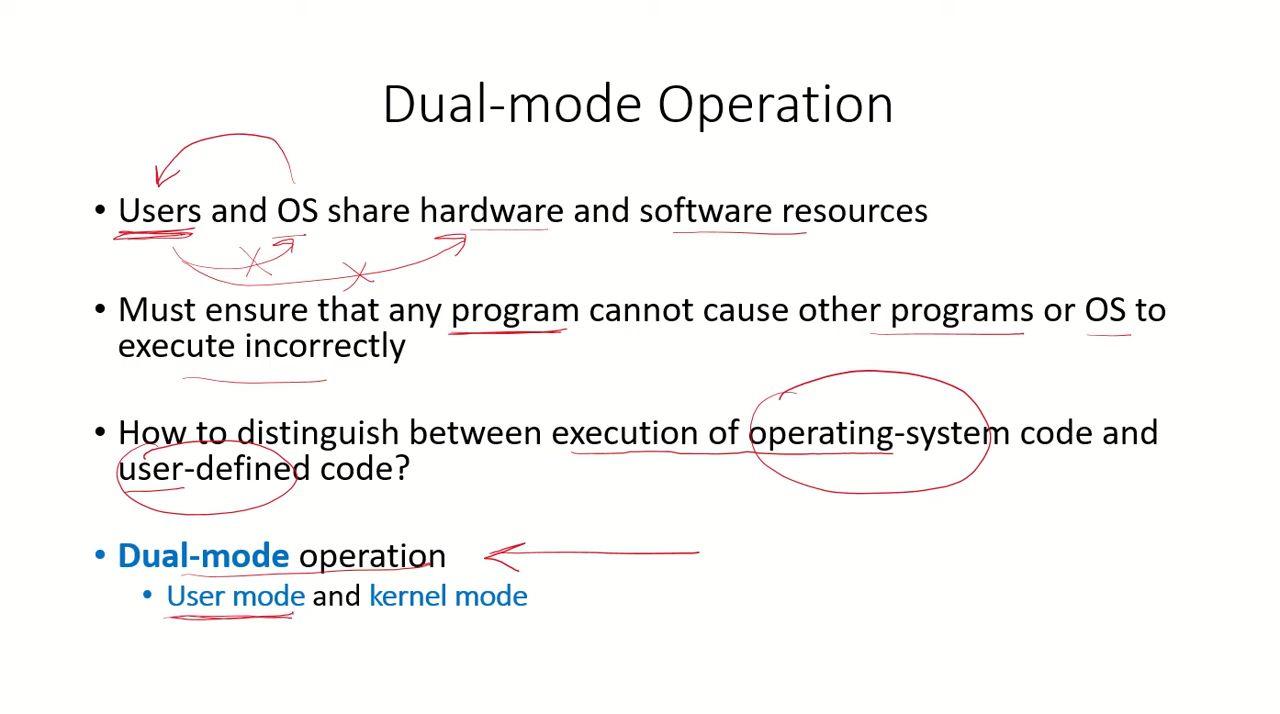 Dual-mode Operation
• Users and OS share hardware and software resources
• Must ensure that any program cannot cause other programs or OS to
execute incorrectly
• How to distinguish between execution of operating-system code and
user-defined code?
• Dual-mode operation
• User mode and kernel mode